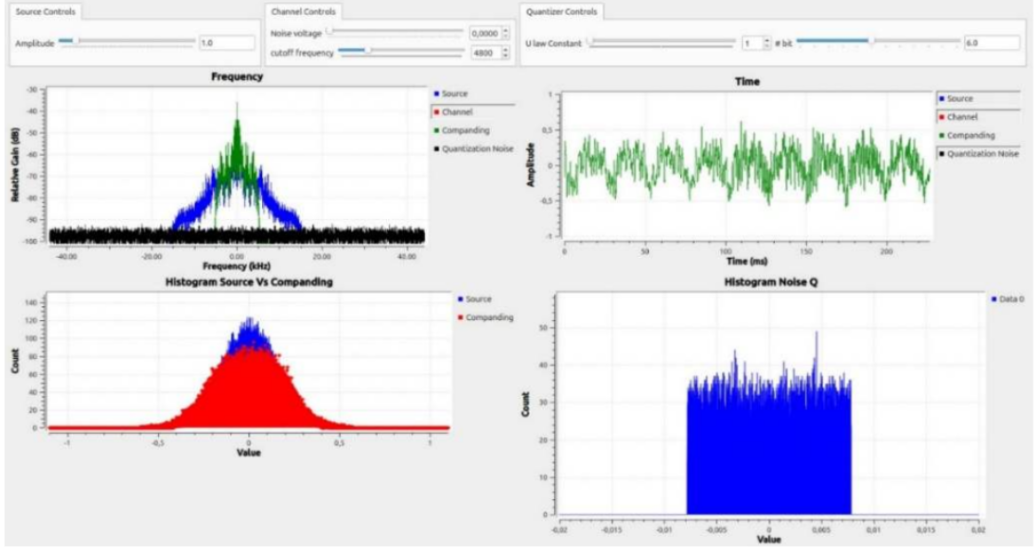 Source Controls
Amplitude 1.0
Channel Controls
Noise voltage 0,0000
cutoff frequency 4800
Quantizer Controls
U law Constant 1 # bit 6.0
Frequency
Relative Gain (dB)
-30
-40
-50
-60
-70
-80
-90
-100
-40.00 -20.00 0.00 20.00 40.00
Frequency (kHz)
Source
Channel
Companding
Quantization Noise
Time
Amplitude
1
0,5
0
-0,5
-1
0 50 100 150 200
Time (ms)
Source
Channel
Companding
Quantization Noise
Histogram Source Vs Companding
Count
140
120
100
80
60
40
20
0
-1 -0,5 0 0,5 1
Value
Source
Companding
Histogram Noise Q
Count
50
40
30
20
10
0
-0,02 -0,015 -0,01 -0,005 0 0,005 0,01 0,015 0,02
Value
Data 0